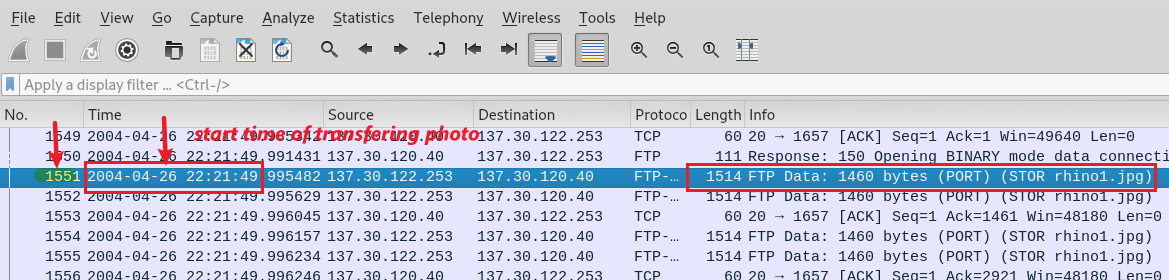 File Edit View Go Capture Analyze Statistics Telephony Wireless Tools Help
Apply a display filter … <Ctrl-/>
No. Time Source Destination Protoco Length Info
start time of transfering photo
1549 2004-04-26 22:21:49. 137.30.120.40 137.30.122.253 TCP 60 20 → 1657 [ACK] Seq=1 Ack=1 Win=49640 Len=0
1550 2004-04-26 22:21:49.991431 137.30.120.40 137.30.122.253 FTP 111 Response: 150 Opening BINARY mode data connecti
1551 2004-04-26 22:21:49.995482 137.30.122.253 137.30.120.40 FTP-… 1514 FTP Data: 1460 bytes (PORT) (STOR rhino1.jpg)
1552 2004-04-26 22:21:49.995629 137.30.122.253 137.30.120.40 FTP-… 1514 FTP Data: 1460 bytes (PORT) (STOR rhino1.jpg)
1553 2004-04-26 22:21:49.996045 137.30.120.40 137.30.122.253 TCP 60 20 → 1657 [ACK] Seq=1 Ack=1461 Win=48180 Len=0
1554 2004-04-26 22:21:49.996157 137.30.122.253 137.30.120.40 FTP-… 1514 FTP Data: 1460 bytes (PORT) (STOR rhino1.jpg)
1555 2004-04-26 22:21:49.996234 137.30.122.253 137.30.120.40 FTP-… 1514 FTP Data: 1460 bytes (PORT) (STOR rhino1.jpg)
1556 2004-04-26 22:21:49.996246 137.30.120.40 137.30.122.253 TCP 60 20 → 1657 [ACK] Seq=1 Ack=2921 Win=48180 Len=0